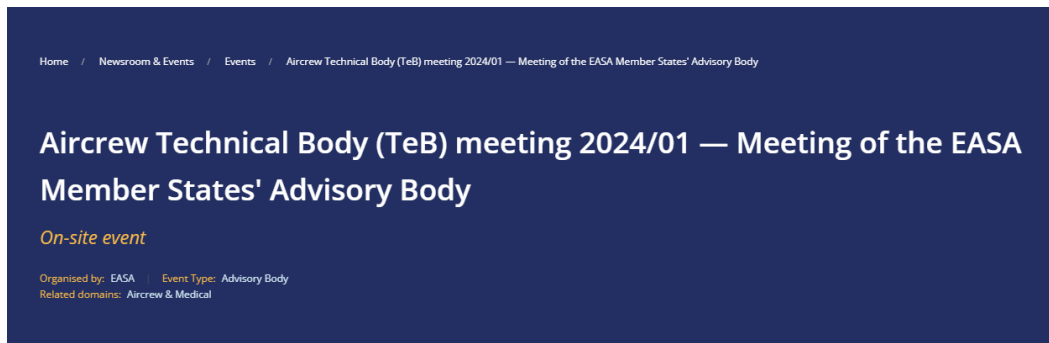 Home / Newsroom & Events / Events / Aircrew Technical Body (TeB) meeting 2024/01 — Meeting of the EASA Member States' Advisory Body
Aircrew Technical Body (TeB) meeting 2024/01 — Meeting of the EASA
Member States' Advisory Body
On-site event
Organised by: EASA | Event Type: Advisory Body
Related domains: Aircrew & Medical